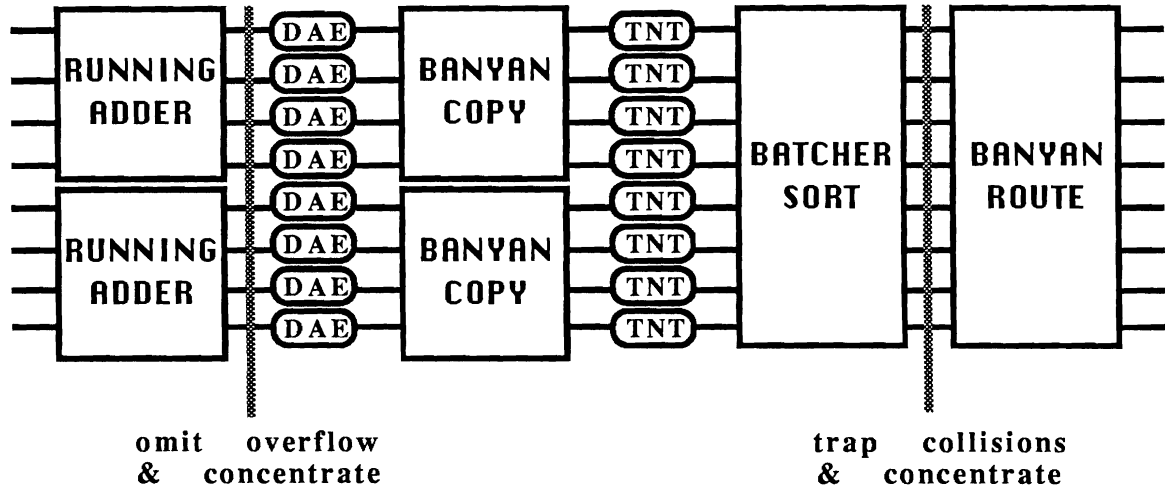 RUNNING
ADDER
RUNNING
ADDER
DAE
DAE
DAE
DAE
DAE
DAE
DAE
DAE
BANYAN
COPY
BANYAN
COPY
TNT
TNT
TNT
TNT
TNT
TNT
TNT
TNT
BATCHER
SORT
BANYAN
ROUTE
omit overflow
& concentrate
trap collisions
& concentrate